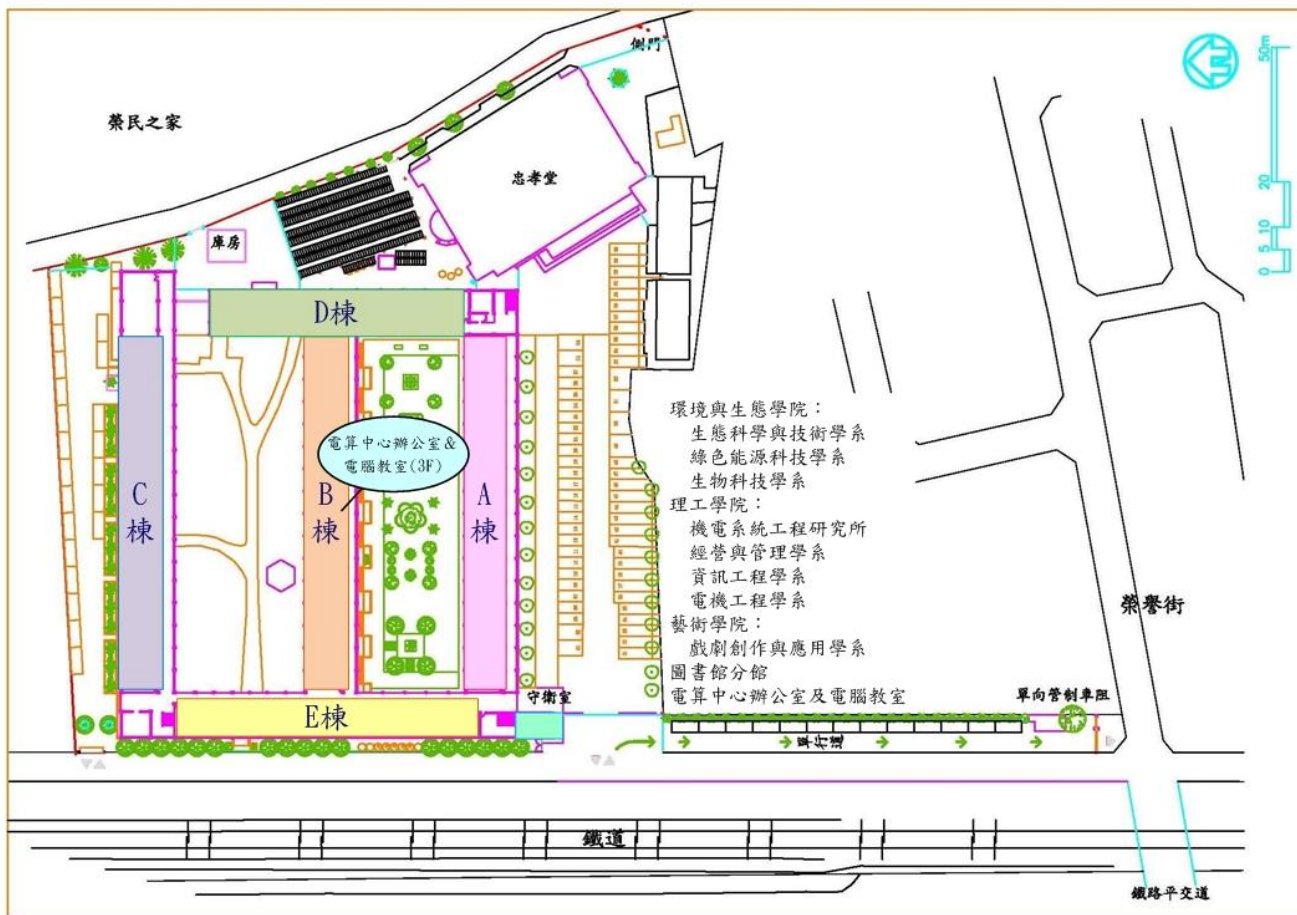 側門
50m
榮民之家
忠孝堂
20
10
5
0
庫房
D棟
環境與生態學院：
生態科學與技術學系
綠色能源科技學系
生物科技學系
理工學院：
機電系統工程研究所
經營與管理學系
資訊工程學系
電機工程學系
藝術學院：
戲劇創作與應用學系
圖書館分館
電算中心辦公室及電腦教室
電算中心辦公室&
電腦教室(3F)
C
棟
B
棟
A
棟
榮譽街
守衛室
單向管制車阻
E棟
單行道
鐵道
鐵路平交道